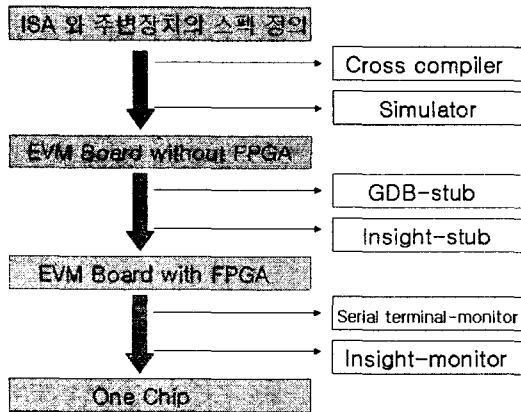 ISA 와 주변장치의 스펙 정의
Cross compiler
Simulator
EVM Board without FPGA
GDB-stub
Insight-stub
EVM Board with FPGA
Serial terminal-monitor
Insight-monitor
One Chip